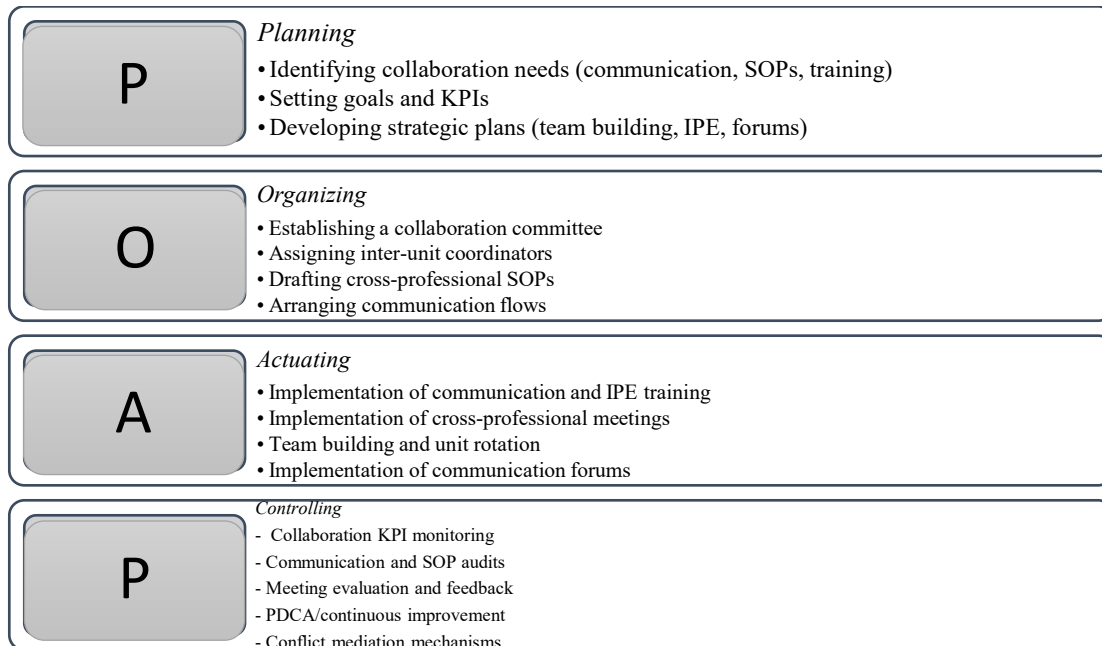 P
Planning
• Identifying collaboration needs (communication, SOPs, training)
• Setting goals and KPIs
• Developing strategic plans (team building, IPE, forums)
O
Organizing
• Establishing a collaboration committee
• Assigning inter-unit coordinators
• Drafting cross-professional SOPs
• Arranging communication flows
A
Actuating
• Implementation of communication and IPE training
• Implementation of cross-professional meetings
• Team building and unit rotation
• Implementation of communication forums
P
Controlling
- Collaboration KPI monitoring
- Communication and SOP audits
- Meeting evaluation and feedback
- PDCA/continuous improvement
- Conflict mediation mechanisms